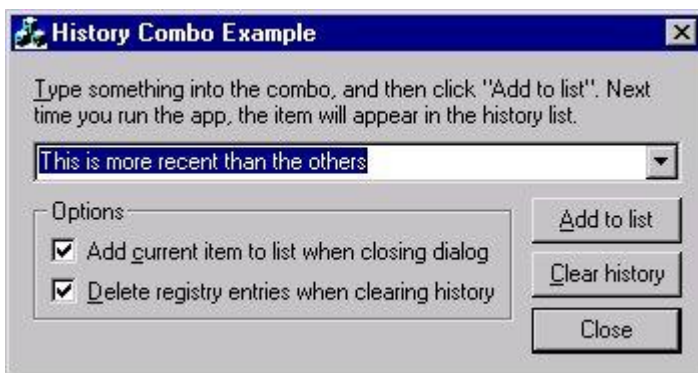 History Combo Example
Type something into the combo, and then click "Add to list". Next
time you run the app, the item will appear in the history list.
This is more recent than the others
Options
Add current item to list when closing dialog
Delete registry entries when clearing history
Add to list
Clear history
Close